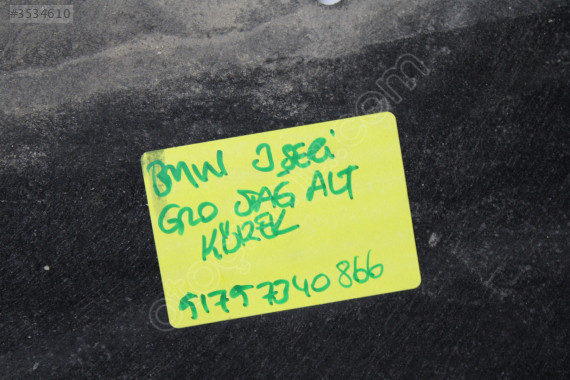 #3534610
BMW 3 SERİ
G20 SAĞ ALT
KÜREK
51757340866